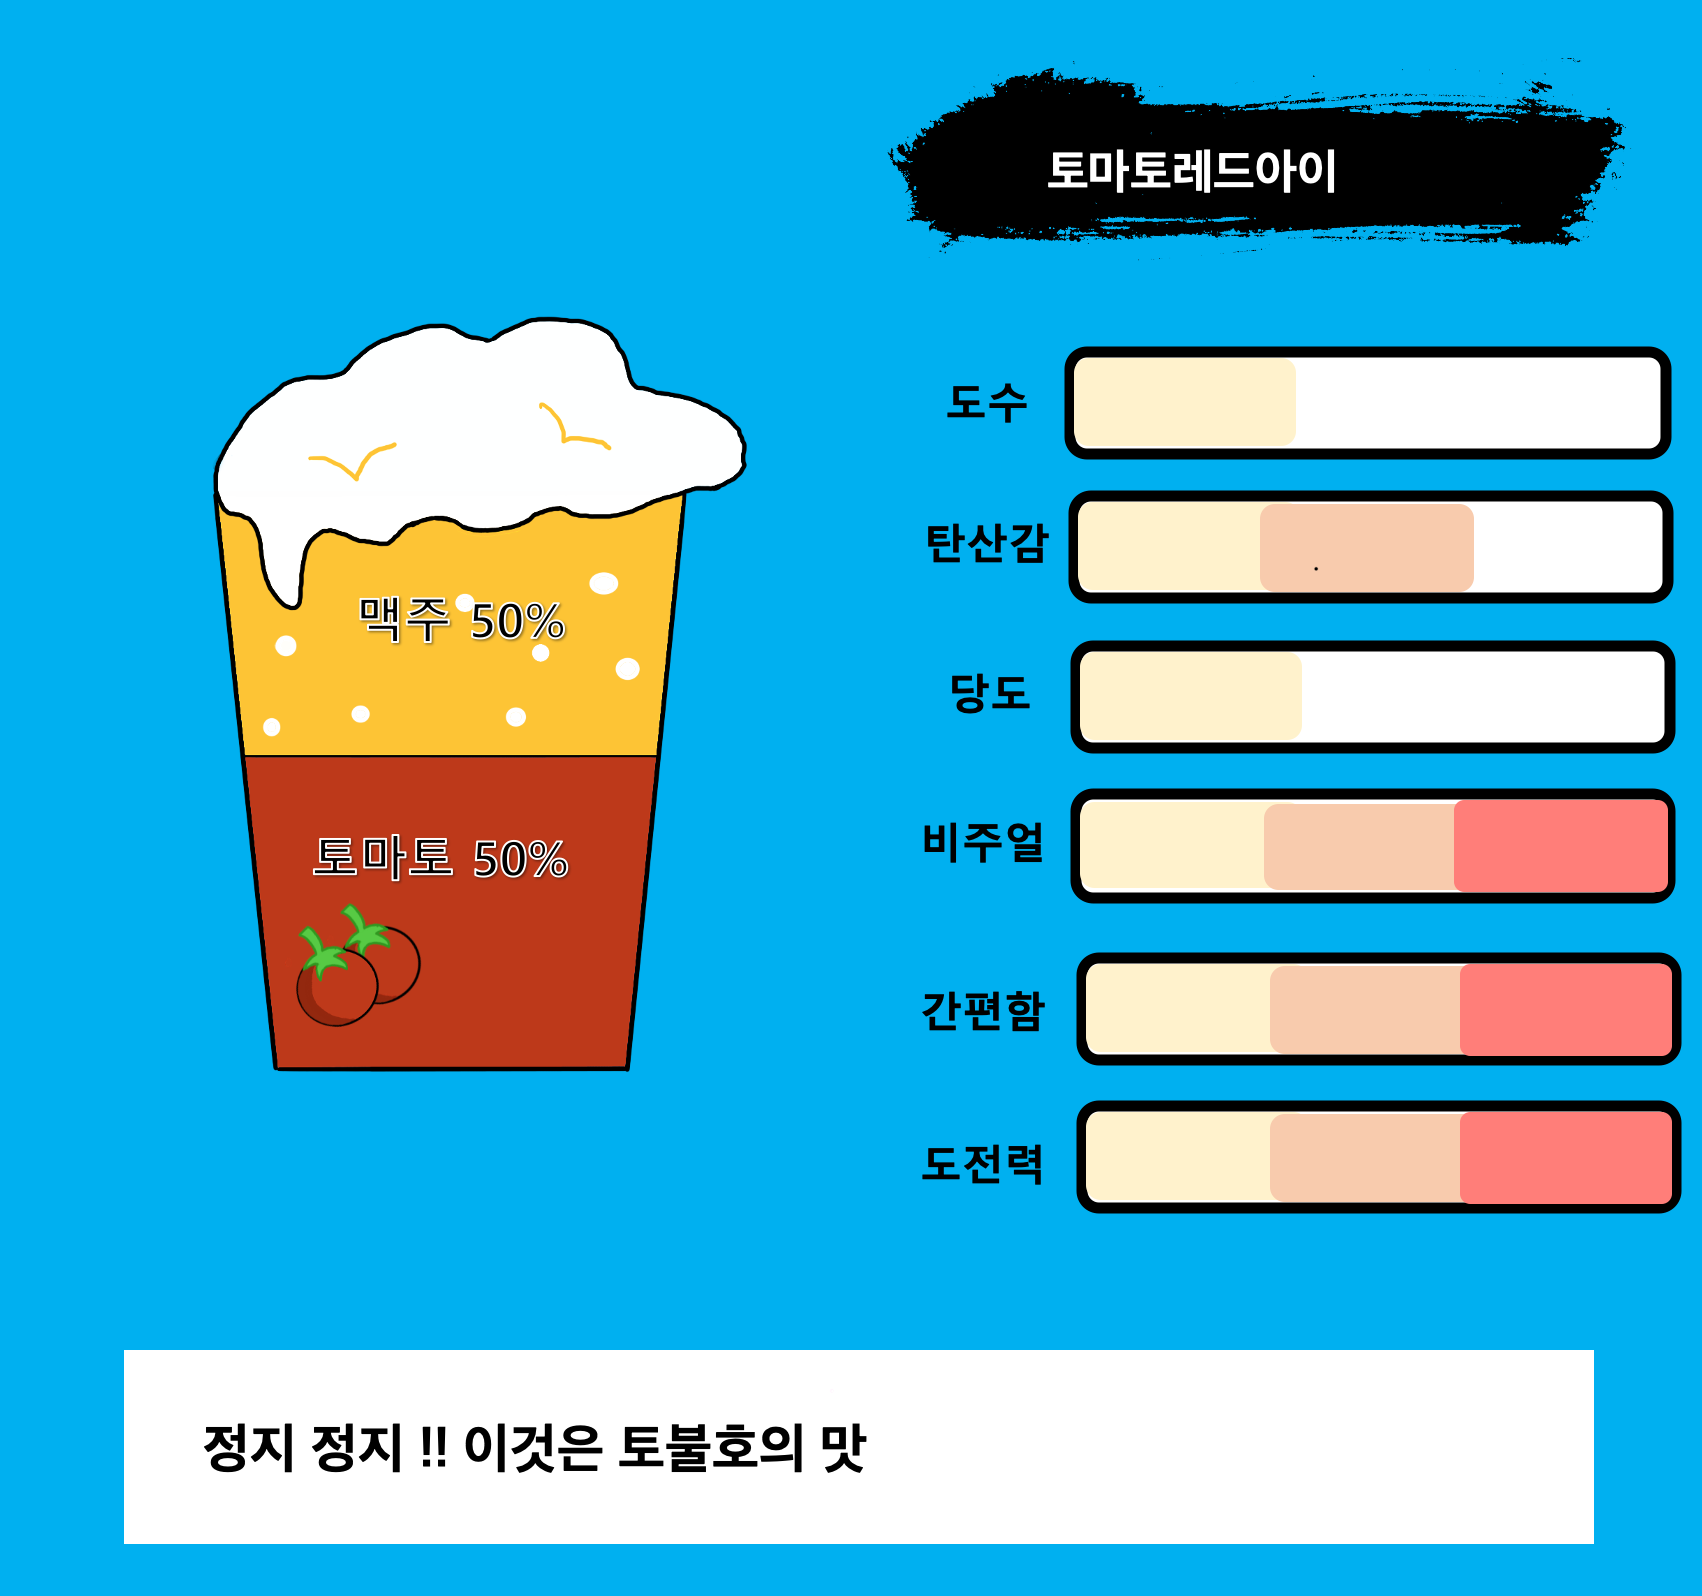 토마토레드아이
도수
탄산감
맥주 50%
당도
비주얼
토마토 50%
간편함
도전력
정지 정지 !! 이것은 토불호의 맛